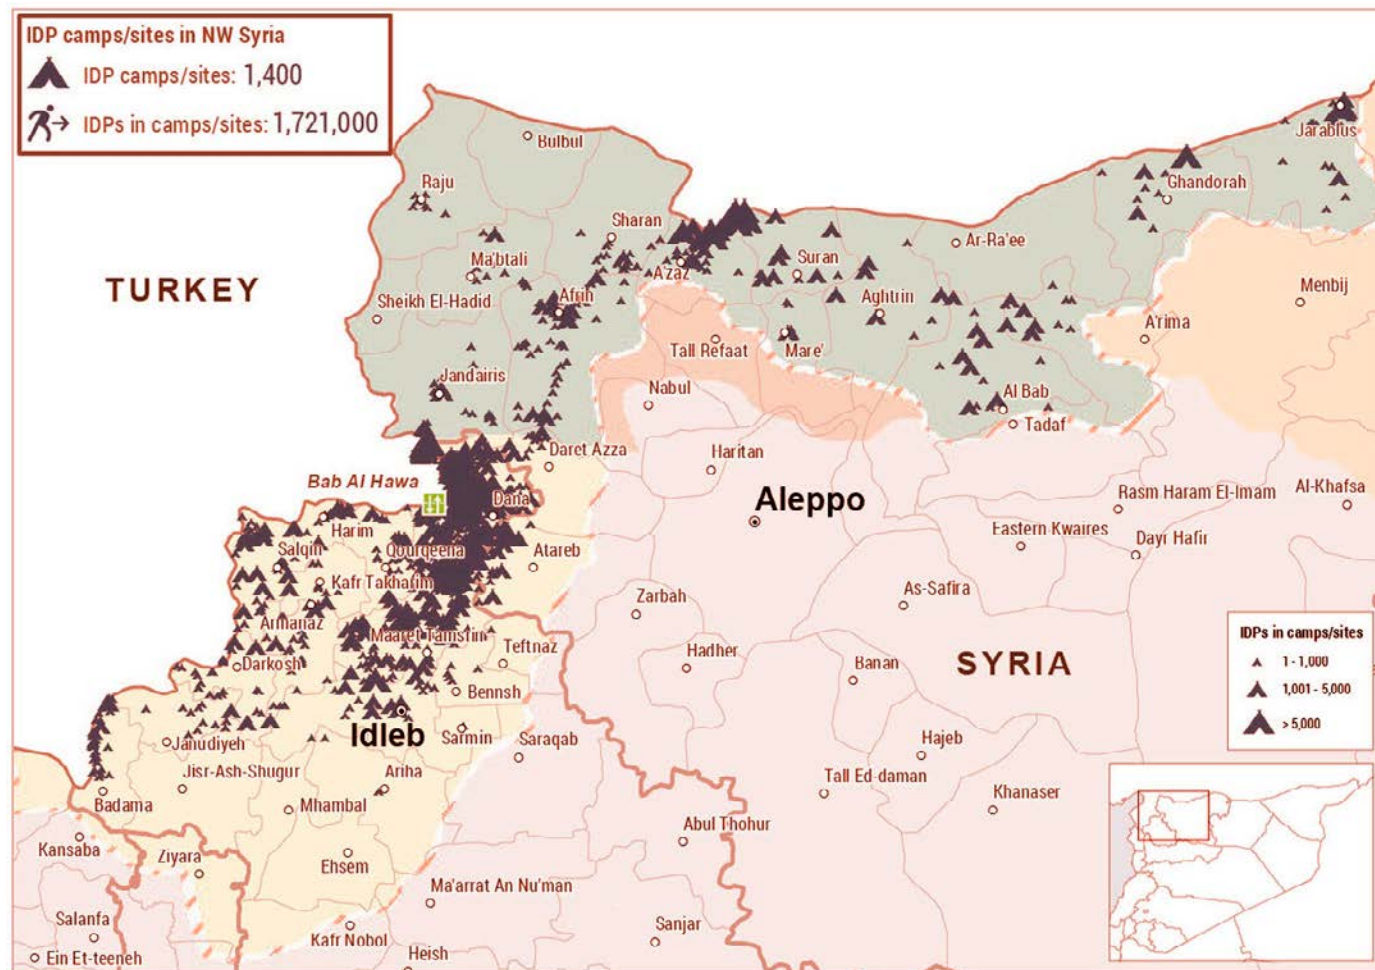 IDP camps/sites in NW Syria
IDP camps/sites: 1,400
IDPs in camps/sites: 1,721,000
Bulbul
Jarablus
Raju
Ghandorah
Sharan
Ar-Ra'ee
Ma'btali
A'zaz
Suran
TURKEY
Sheikh El-Hadid
Afrin
Aghtrin
Menbij
A'rima
Tall Refaat
Mare'
Jandairis
Nabul
Al Bab
Tadaf
Daret Azza
Haritan
Bab Al Hawa
Dana
Aleppo
Rasm Haram El-Imam
Al-Khafsa
Harim
Eastern Kwaires
Dayr Hafir
Salqin
Qourqeena
Atareb
Kafr Takharim
As-Safira
Armanaz
Zarbah
Maaret Tamsrin
Teftnaz
IDPs in camps/sites
Darkosh
Hadher
Banan
SYRIA
1 - 1,000
Bennsh
1,001 - 5,000
> 5,000
Idleb
Janudiyeh
Sarmin
Saraqab
Hajeb
Jisr-Ash-Shugur
Ariha
Tall Ed-daman
Badama
Mhambal
Khanaser
Abul Thohur
Kansaba
Ziyara
Ehsem
Ma'arrat An Nu'man
Salanfa
Kafr Nobol
Sanjar
Ein Et-teeneh
Heish